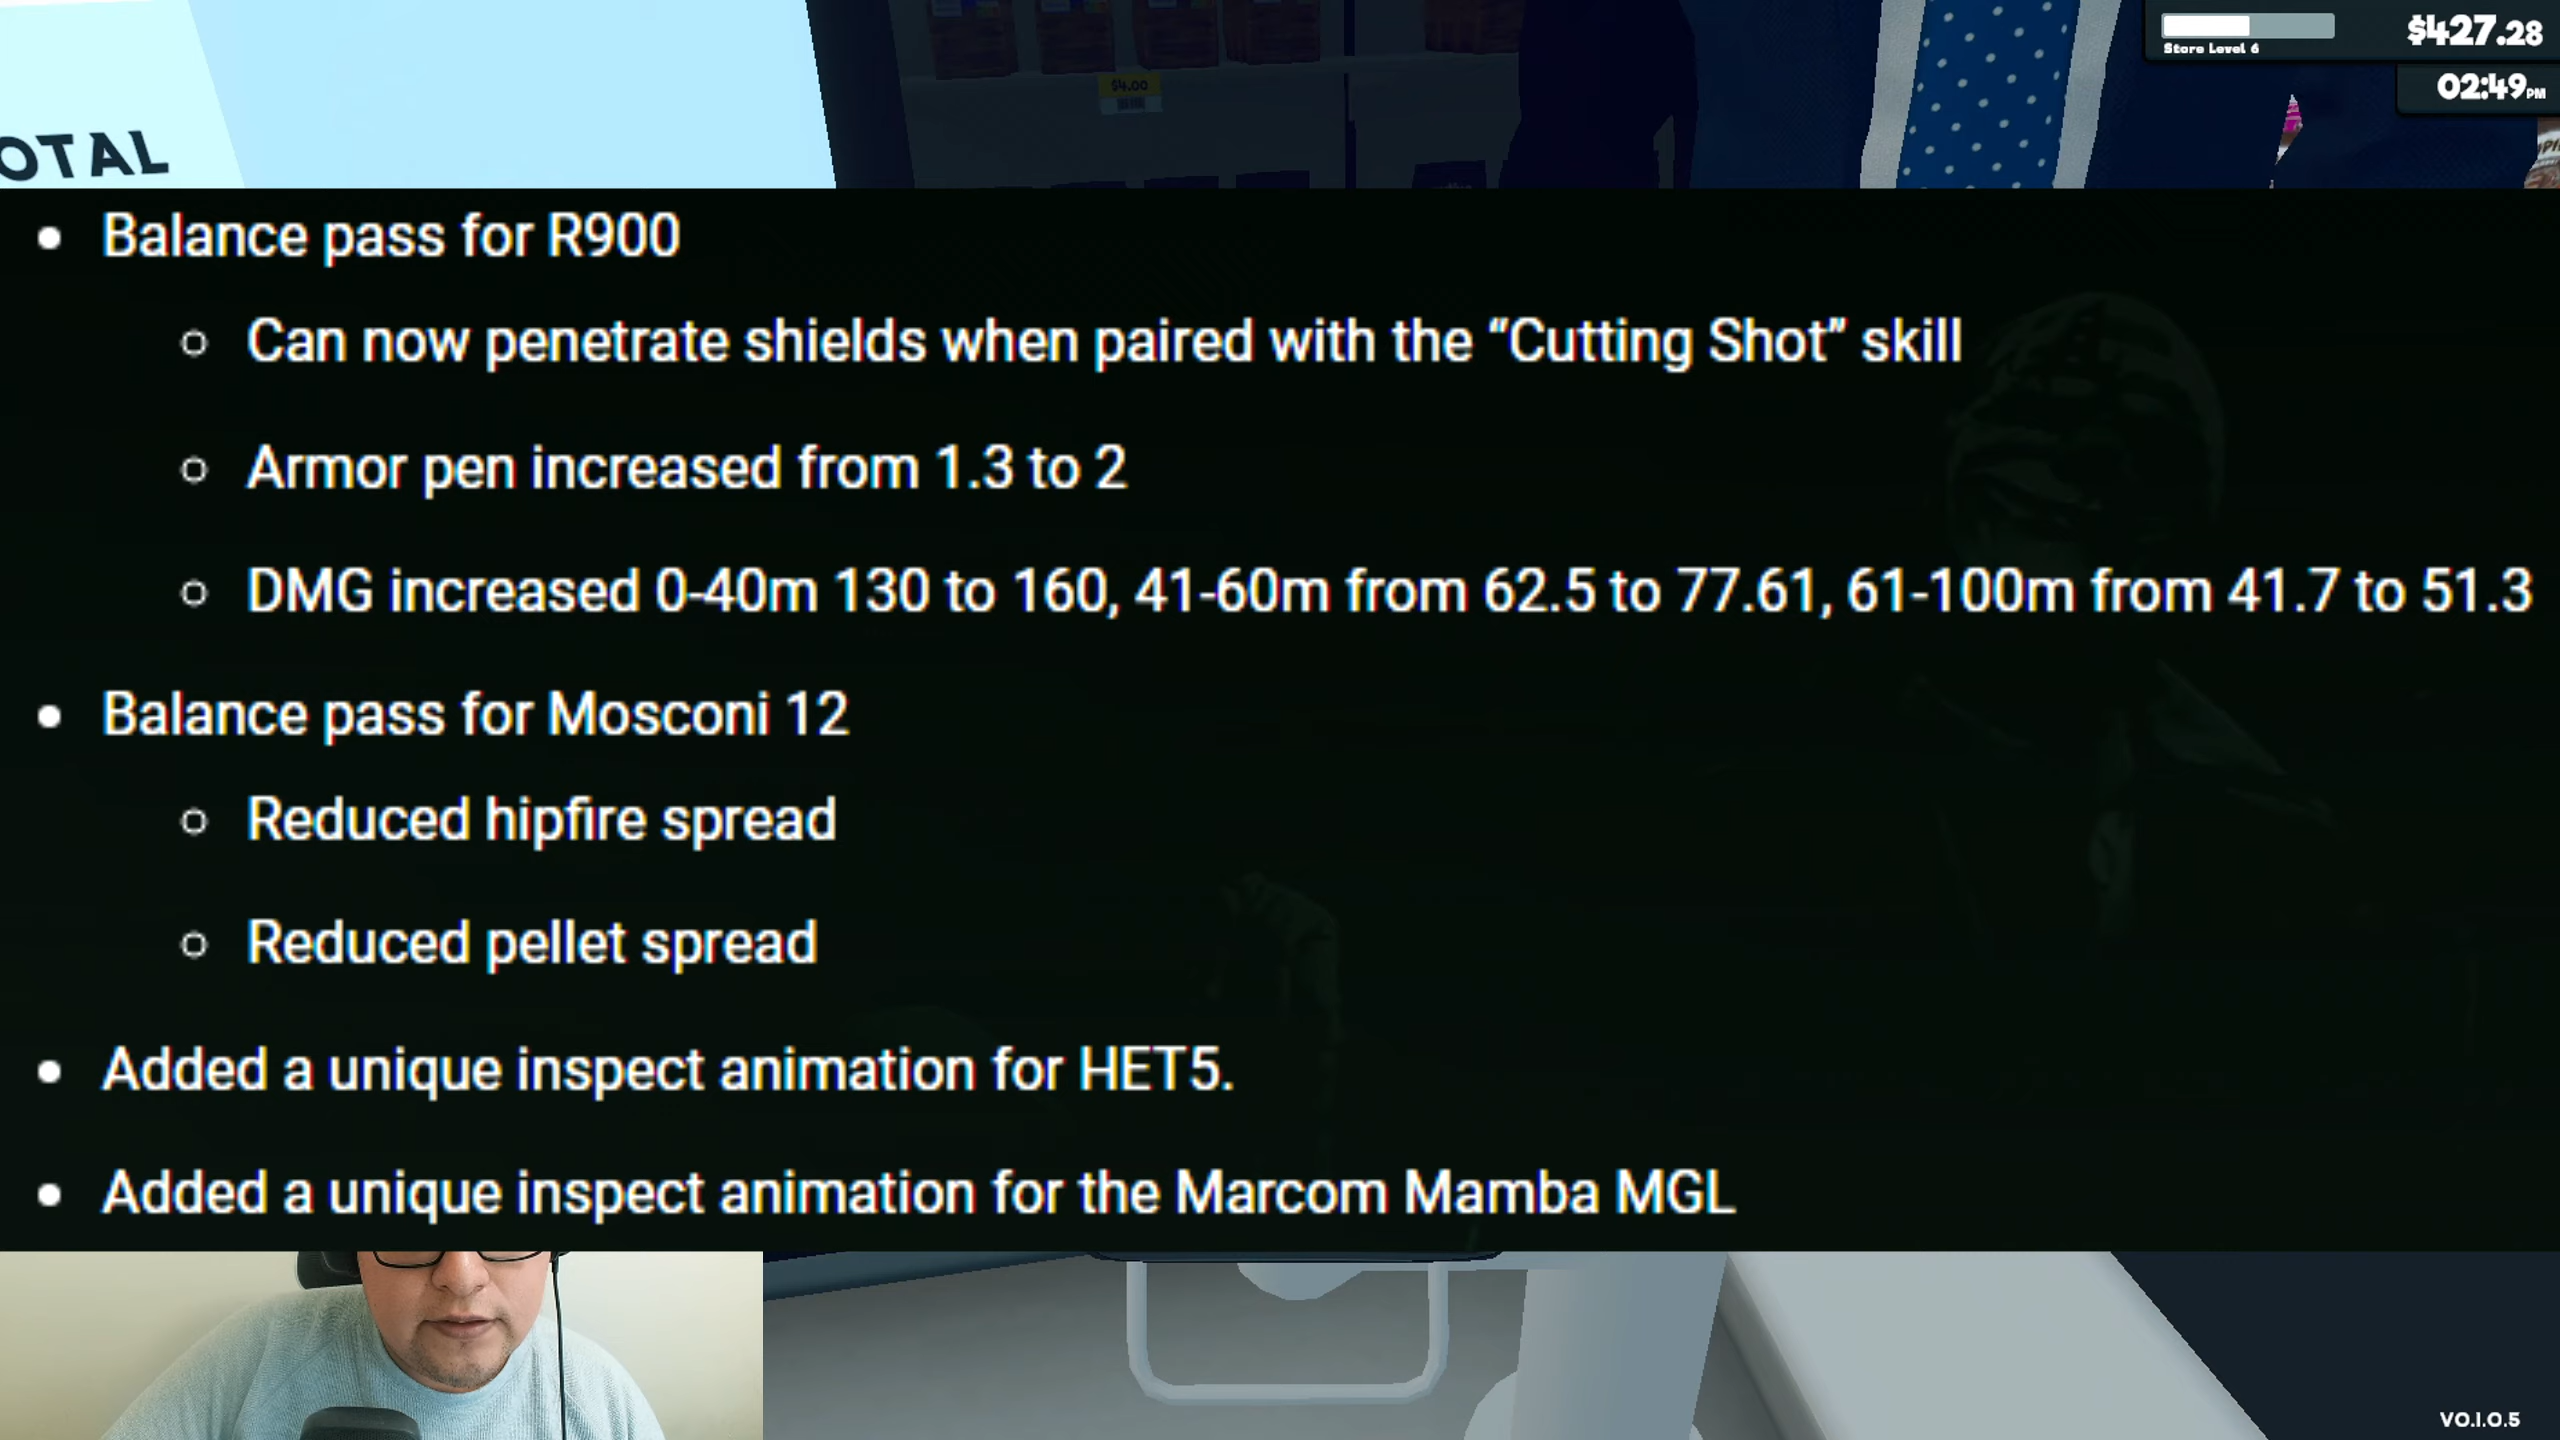 $427.28
Store Level 6
02:49PM
$4.00
OTAL
Balance pass for R900
Can now penetrate shields when paired with the “Cutting Shot” skill
Armor pen increased from 1.3 to 2
DMG increased 0-40m 130 to 160, 41-60m from 62.5 to 77.61, 61-100m from 41.7 to 51.3
Balance pass for Mosconi 12
Reduced hipfire spread
Reduced pellet spread
Added a unique inspect animation for HET5.
Added a unique inspect animation for the Marcom Mamba MGL
V0.1.0.5